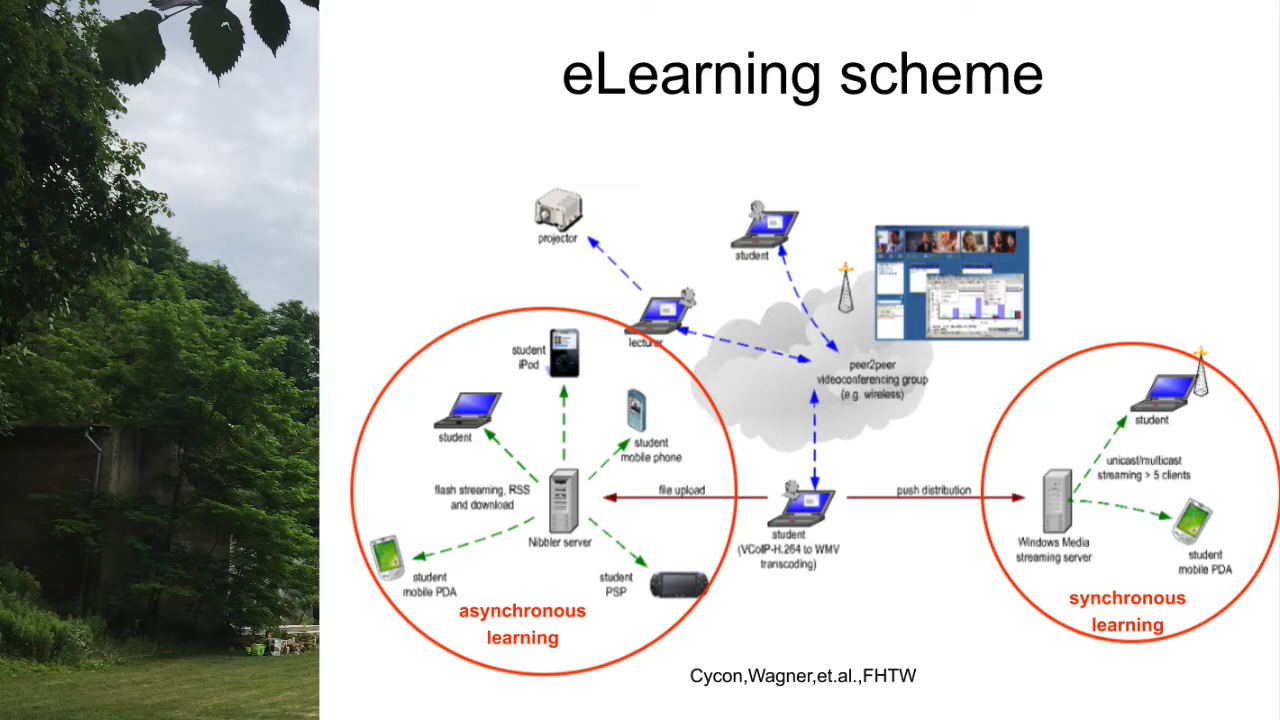 eLearning scheme
projector
student
lecturer
student
iPod
peer2peer
videoconferencing group
(e.g. wireless)
student
student
student
mobile phone
unicast/multicast
streaming > 5 clients
flash streaming, RSS
and download
file upload
push distribution
Nibbler server
student
(VCoIP-H.264 to WMV
transcoding)
Windows Media
streaming server
student
mobile PDA
student
mobile PDA
student
PSP
asynchronous
learning
synchronous
learning
Cycon,Wagner,et.al.,FHTW